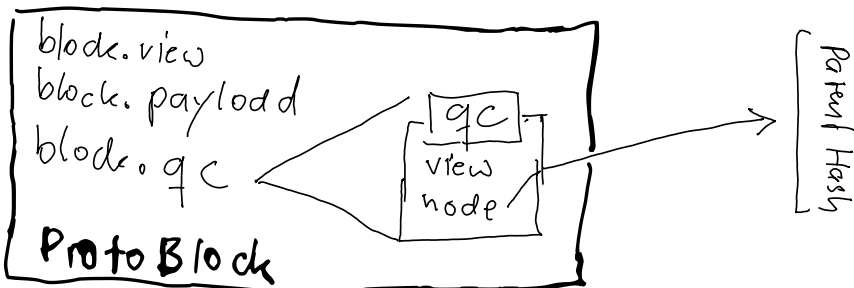 block.view
block.payload
block.qc
qc
view
node
ProtoBlock
Parent Hash